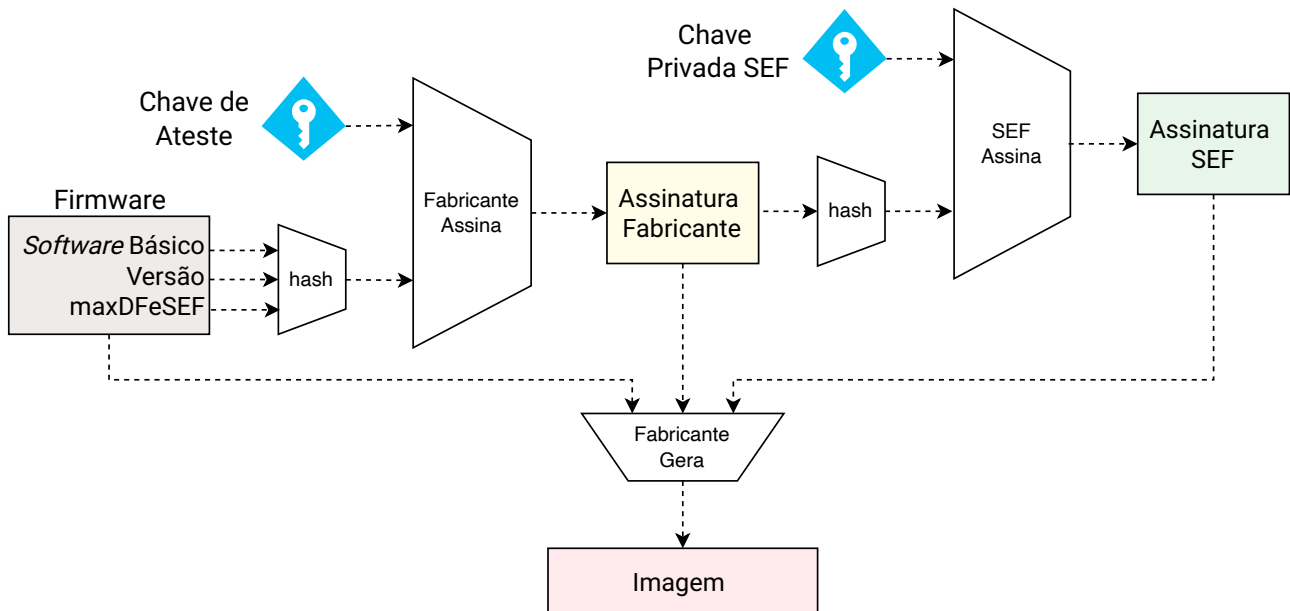 Chave
Privada SEF
Chave de
Ateste
SEF
Assina
Assinatura
SEF
Firmware
Software Básico
Versão
maxDFeSEF
hash
Fabricante
Assina
Assinatura
Fabricante
hash
Fabricante
Gera
Imagem